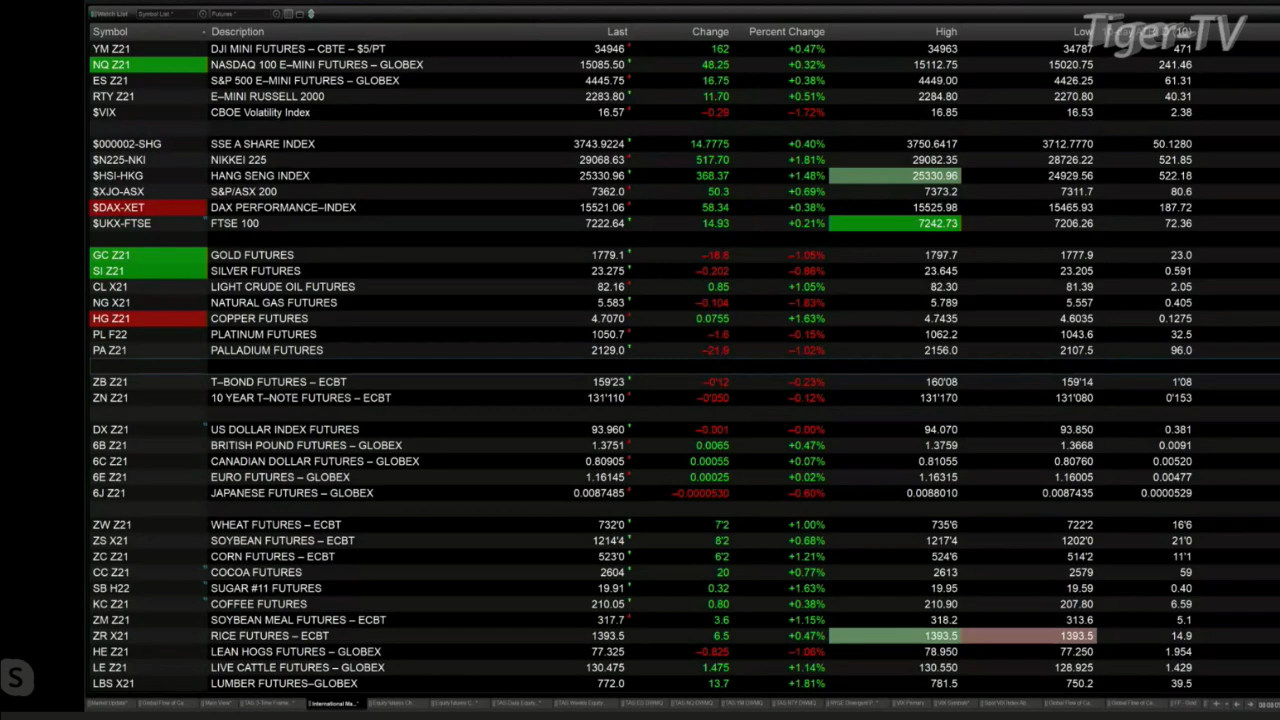 Watch List Symbol List* Futures*
Tiger-TV
Symbol Description Last Change Percent Change High Low
YM Z21 DJI MINI FUTURES – CBTE – $5/PT 34946 162 +0.47% 34963 34787 471
NQ Z21 NASDAQ 100 E–MINI FUTURES – GLOBEX 15085.50 48.25 +0.32% 15112.75 15020.75 241.46
ES Z21 S&P 500 E–MINI FUTURES – GLOBEX 4445.75 16.75 +0.38% 4449.00 4426.25 61.31
RTY Z21 E–MINI RUSSELL 2000 2283.80 11.70 +0.51% 2284.80 2270.80 40.31
$VIX CBOE Volatility Index 16.57 –0.29 –1.72% 16.85 16.53 2.38
$000002-SHG SSE A SHARE INDEX 3743.9224 14.7775 +0.40% 3750.6417 3712.7770 50.1280
$N225-NKI NIKKEI 225 29068.63 517.70 +1.81% 29082.35 28726.22 521.85
$HSI-HKG HANG SENG INDEX 25330.96 368.37 +1.48% 25330.96 24929.56 522.18
$XJO-ASX S&P/ASX 200 7362.0 50.3 +0.69% 7373.2 7311.7 80.6
$DAX-XET DAX PERFORMANCE–INDEX 15521.06 58.34 +0.38% 15525.98 15465.93 187.72
$UKX-FTSE FTSE 100 7222.64 14.93 +0.21% 7242.73 7206.26 72.36
GC Z21 GOLD FUTURES 1779.1 –18.8 –1.05% 1797.7 1777.9 23.0
SI Z21 SILVER FUTURES 23.275 –0.202 –0.86% 23.645 23.205 0.591
CL X21 LIGHT CRUDE OIL FUTURES 82.16 0.85 +1.05% 82.30 81.39 2.05
NG X21 NATURAL GAS FUTURES 5.583 –0.104 –1.83% 5.789 5.557 0.405
HG Z21 COPPER FUTURES 4.7070 0.0755 +1.63% 4.7435 4.6035 0.1275
PL F22 PLATINUM FUTURES 1050.7 –1.6 –0.15% 1062.2 1043.6 32.5
PA Z21 PALLADIUM FUTURES 2129.0 –21.9 –1.02% 2156.0 2107.5 96.0
ZB Z21 T–BOND FUTURES – ECBT 159'23 –0'12 –0.23% 160'08 159'14 1'08
ZN Z21 10 YEAR T–NOTE FUTURES – ECBT 131'110 –0'050 –0.12% 131'170 131'080 0'153
DX Z21 US DOLLAR INDEX FUTURES 93.960 –0.001 –0.00% 94.070 93.850 0.381
6B Z21 BRITISH POUND FUTURES – GLOBEX 1.3751 0.0065 +0.47% 1.3759 1.3668 0.0091
6C Z21 CANADIAN DOLLAR FUTURES – GLOBEX 0.80905 0.00055 +0.07% 0.81055 0.80760 0.00520
6E Z21 EURO FUTURES – GLOBEX 1.16145 0.00025 +0.02% 1.16315 1.16005 0.00477
6J Z21 JAPANESE FUTURES – GLOBEX 0.0087485 –0.0000530 –0.60% 0.0088010 0.0087435 0.0000529
ZW Z21 WHEAT FUTURES – ECBT 732'0 7'2 +1.00% 735'6 722'2 16'6
ZS X21 SOYBEAN FUTURES – ECBT 1214'4 8'2 +0.68% 1217'4 1202'0 21'0
ZC Z21 CORN FUTURES – ECBT 523'0 6'2 +1.21% 524'6 514'2 11'1
CC Z21 COCOA FUTURES 2604 20 +0.77% 2613 2579 59
SB H22 SUGAR #11 FUTURES 19.91 0.32 +1.63% 19.95 19.59 0.40
KC Z21 COFFEE FUTURES 210.05 0.80 +0.38% 210.90 207.80 6.59
ZM Z21 SOYBEAN MEAL FUTURES – ECBT 317.7 3.6 +1.15% 318.2 313.6 5.1
ZR X21 RICE FUTURES – ECBT 1393.5 6.5 +0.47% 1393.5 1393.5 14.9
HE Z21 LEAN HOGS FUTURES – GLOBEX 77.325 –0.825 –1.06% 78.950 77.250 1.954
LE Z21 LIVE CATTLE FUTURES – GLOBEX 130.475 1.475 +1.14% 130.550 128.925 1.429
LBS X21 LUMBER FUTURES–GLOBEX 772.0 13.7 +1.81% 781.5 750.2 39.5
S
Market Update* Global Flow of Ca.. Main View* TAG 3-Time Frame.. International Ma..*